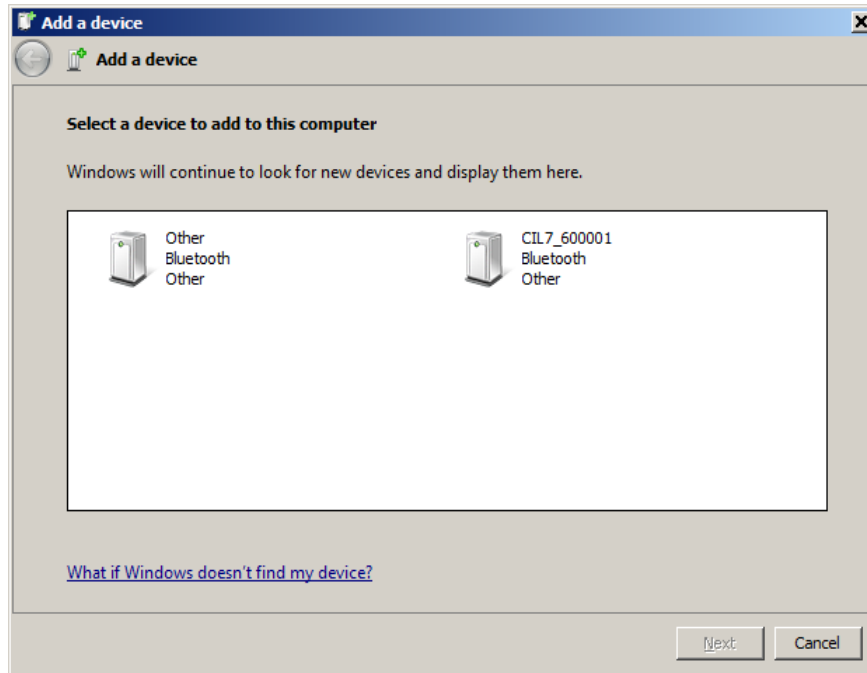 Add a device
Add a device
Select a device to add to this computer
Windows will continue to look for new devices and display them here.
Other
Bluetooth
Other
CIL7_600001
Bluetooth
Other
What if Windows doesn't find my device?
Next
Cancel